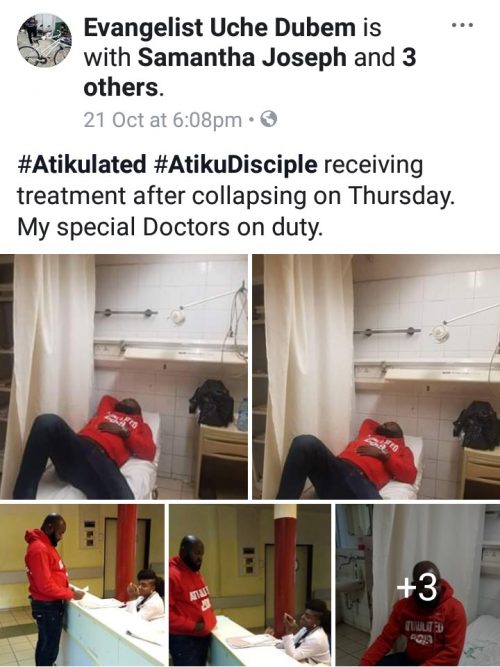 Evangelist Uche Dubem is
with Samantha Joseph and 3
others.
21 Oct at 6:08pm •
#Atikulated #AtikuDisciple receiving
treatment after collapsing on Thursday.
My special Doctors on duty.
+3